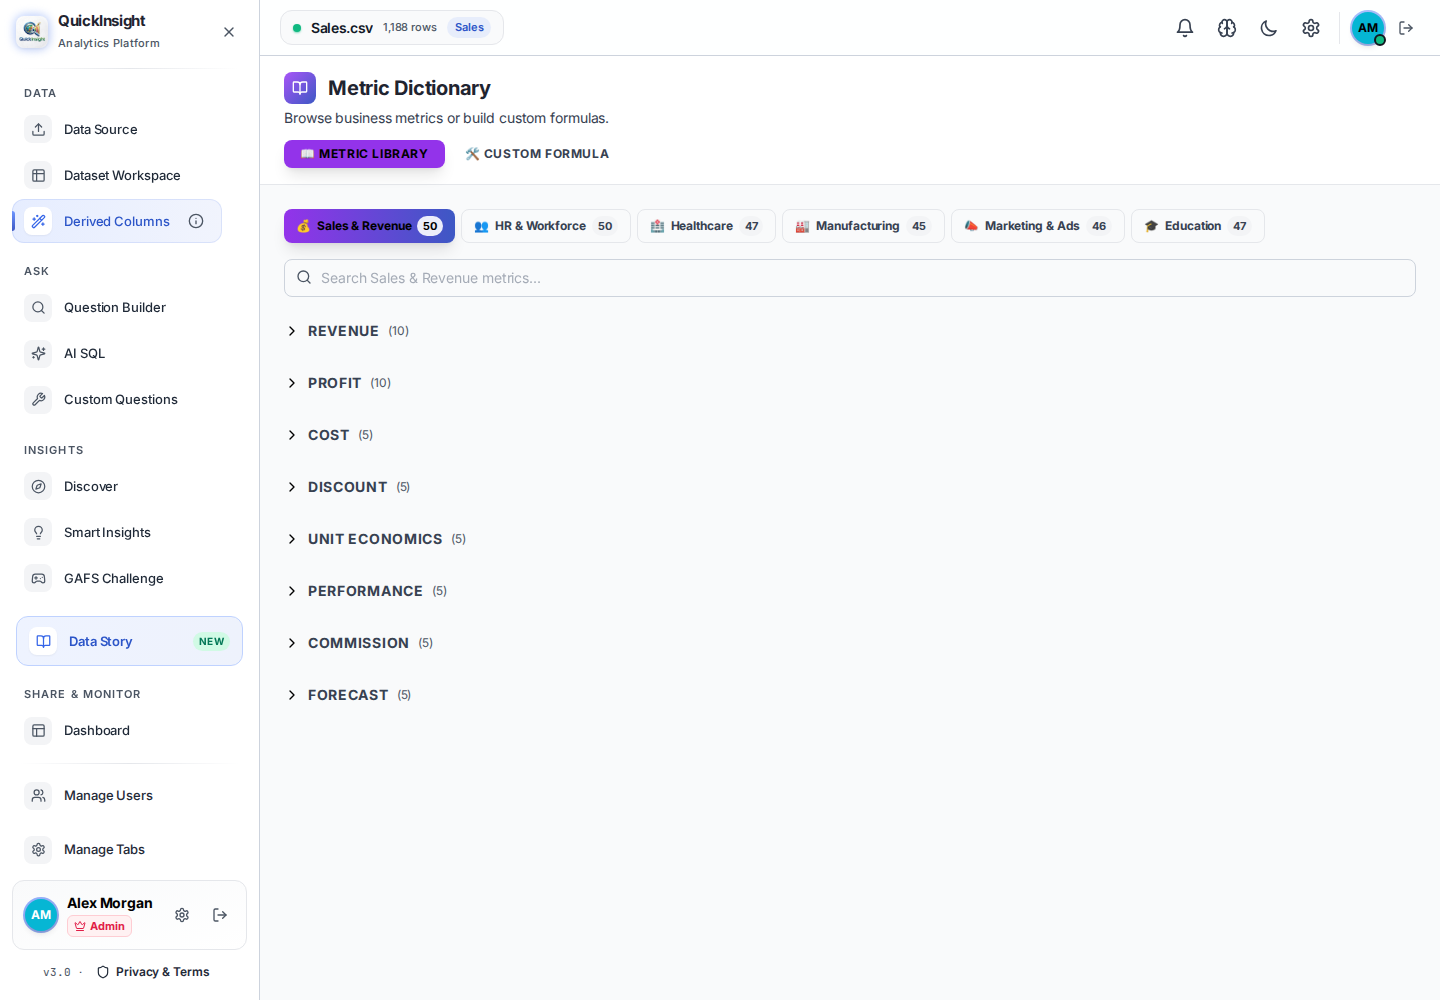 QuickInsight
Analytics Platform
DATA
Data Source
Dataset Workspace
Derived Columns
ASK
Question Builder
AI SQL
Custom Questions
INSIGHTS
Discover
Smart Insights
GAFS Challenge
Data Story NEW
SHARE & MONITOR
Dashboard
Manage Users
Manage Tabs
AM Alex Morgan
Admin
v3.0 · Privacy & Terms
Sales.csv 1,188 rows Sales
AM
Metric Dictionary
Browse business metrics or build custom formulas.
METRIC LIBRARY CUSTOM FORMULA
Sales & Revenue 50 HR & Workforce 50 Healthcare 47 Manufacturing 45 Marketing & Ads 46 Education 47
Search Sales & Revenue metrics...
REVENUE (10)
PROFIT (10)
COST (5)
DISCOUNT (5)
UNIT ECONOMICS (5)
PERFORMANCE (5)
COMMISSION (5)
FORECAST (5)